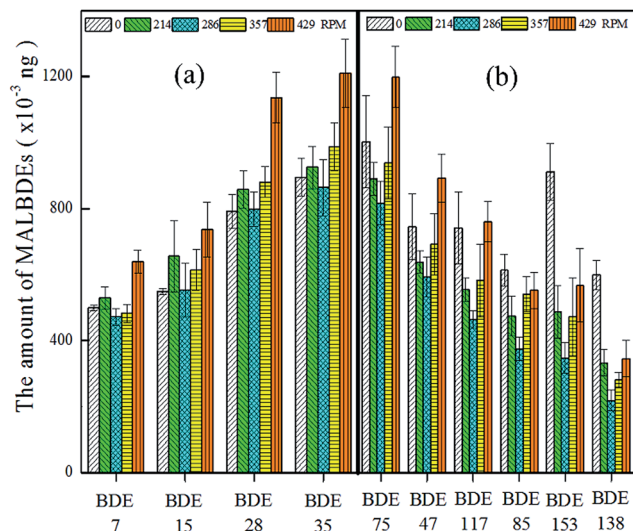 0 214 286 357 429 RPM
0 214 286 357 429 RPM
(a)
(b)
The amount of MALBDEs ( x10⁻³ ng )
1200
800
400
0
BDE BDE BDE BDE BDE BDE BDE BDE BDE BDE
7 15 28 35 75 47 117 85 153 138